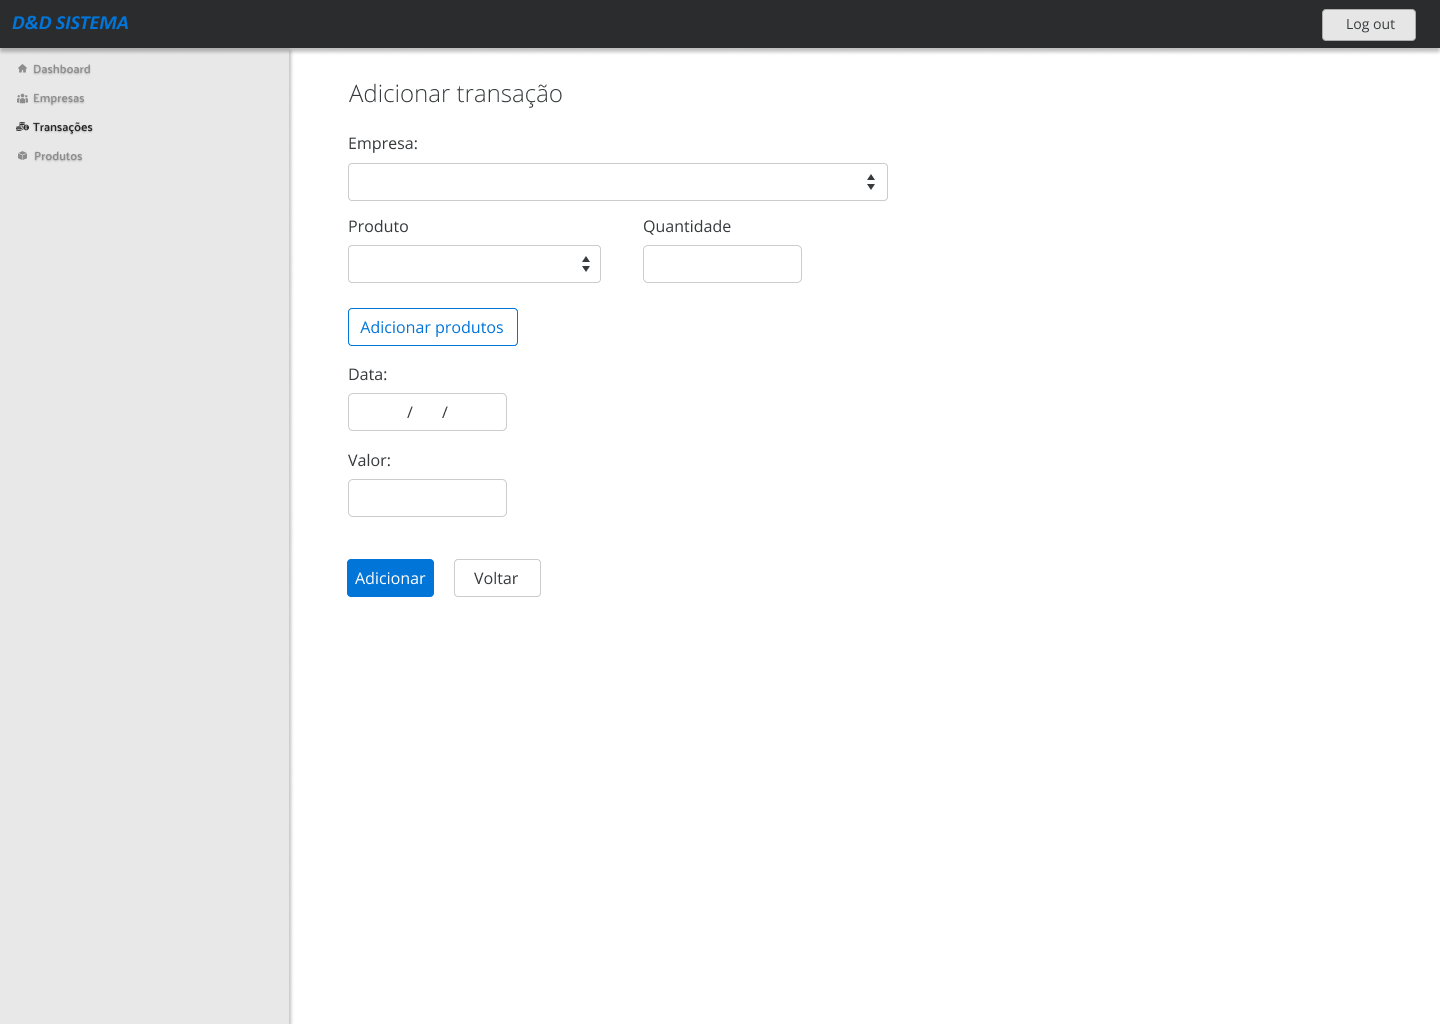 D&D SISTEMA
Log out
Dashboard
Empresas
Transações
Produtos
Adicionar transação
Empresa:
Produto
Quantidade
Adicionar produtos
Data:
/ /
Valor:
Adicionar
Voltar